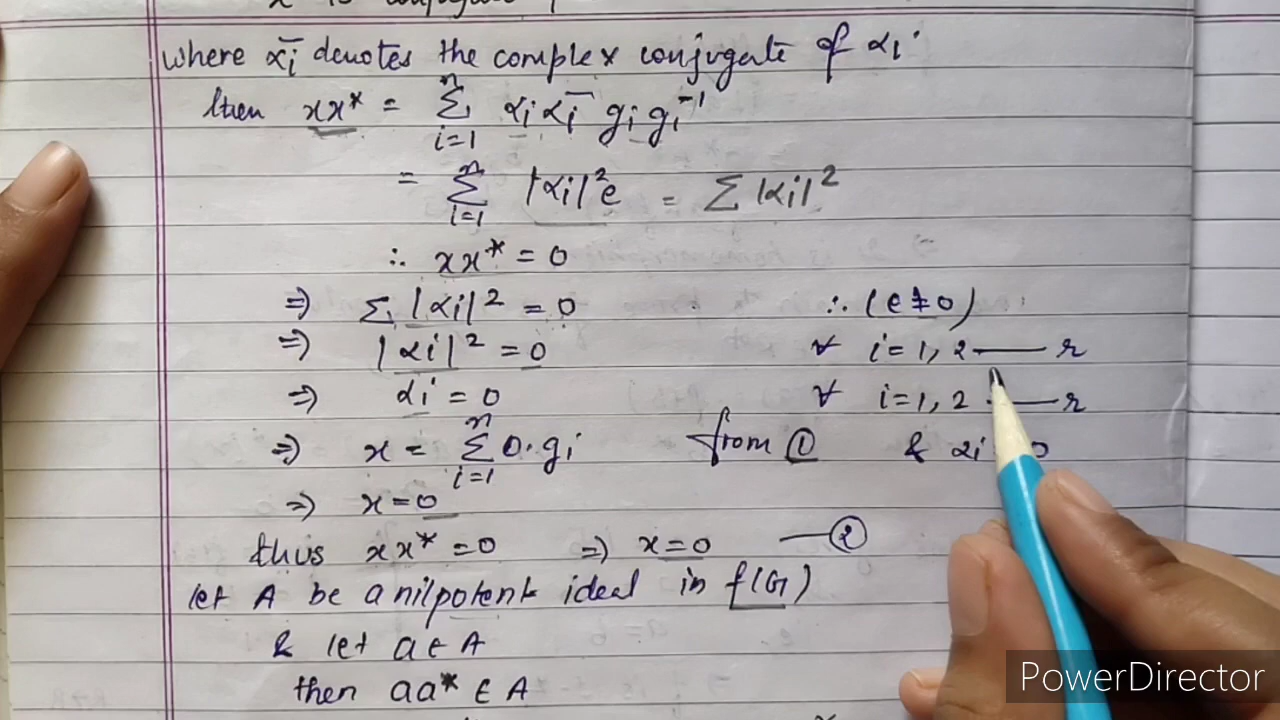 where ᾱi denotes the complex conjugate of αi
then xx* = Σ_{i=1}^{n} αi ᾱi gi gi⁻¹
= Σ_{i=1}^{n} |αi|² e = Σ |αi|²
∴ xx* = 0
⇒ Σ |αi|² = 0 ∴ (e ≠ 0)
⇒ |αi|² = 0 ∀ i = 1, 2 —— r
⇒ αi = 0 ∀ i = 1, 2 —— r
⇒ x = Σ_{i=1}^{n} 0·gi from ① & αi 0
⇒ x = 0
thus xx* = 0 ⇒ x = 0 —②
let A be a nilpotent ideal in f(G)
& let a ∈ A
then aa* ∈ A
PowerDirector